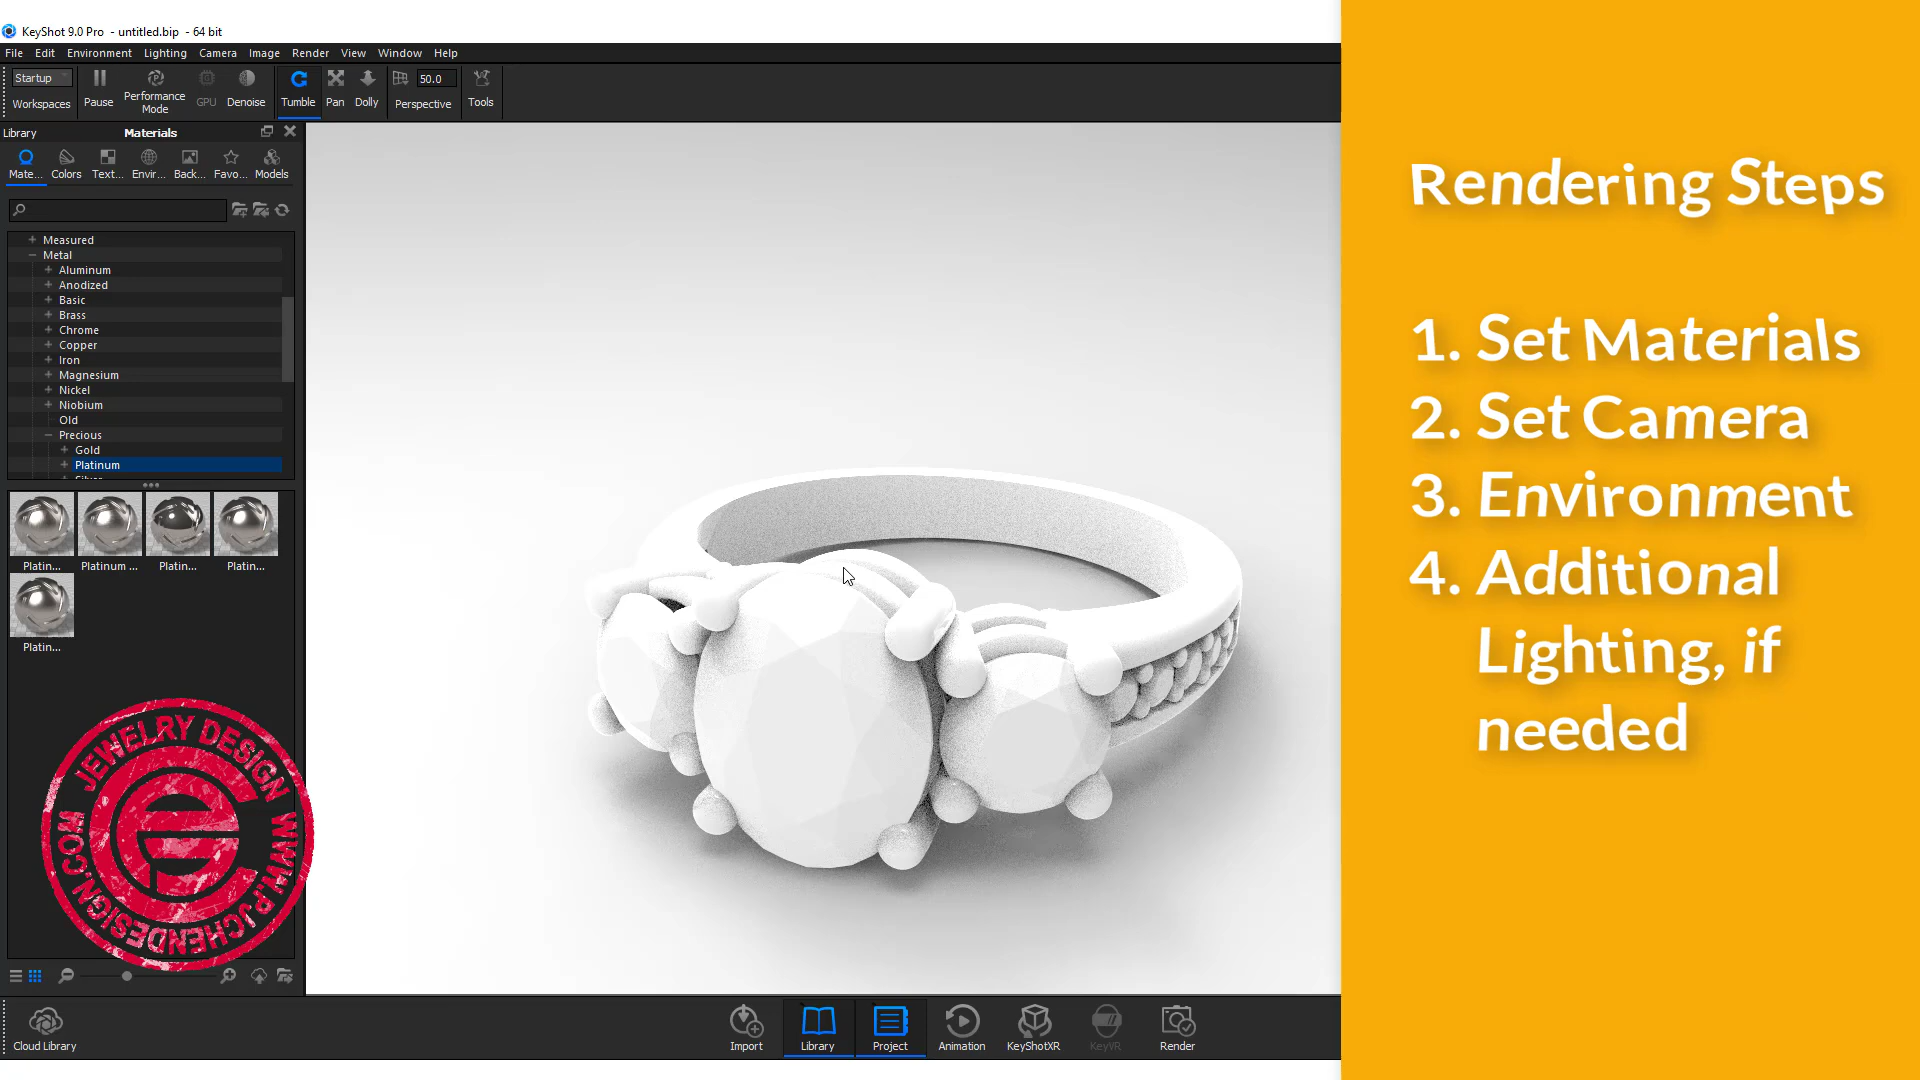 KeyShot 9.0 Pro - untitled.bip - 64 bit
File Edit Environment Lighting Camera Image Render View Window Help
Startup
50.0
Workspaces Pause Performance Mode GPU Denoise Tumble Pan Dolly Perspective Tools
Library Materials
Mate... Colors Text... Envir... Back... Favo... Models
Measured
Metal
Aluminum
Anodized
Basic
Brass
Chrome
Copper
Iron
Magnesium
Nickel
Niobium
Old
Precious
Gold
Platinum
Silver
Platin... Platinum ... Platin... Platin...
Platin...
JEWELRY DESIGN
WWW.PJCHENDESIGN.COM
Cloud Library Import Library Project Animation KeyShotXR KeyVR Render
Rendering Steps
1. Set Materials
2. Set Camera
3. Environment
4. Additional
Lighting, if
needed